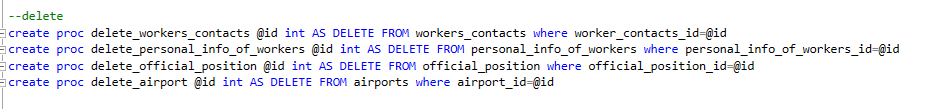 --delete
create proc delete_workers_contacts @id int AS DELETE FROM workers_contacts where worker_contacts_id=@id
create proc delete_personal_info_of_workers @id int AS DELETE FROM personal_info_of_workers where personal_info_of_workers_id=@id
create proc delete_official_position @id int AS DELETE FROM official_position where official_position_id=@id
create proc delete_airport @id int AS DELETE FROM airports where airport_id=@id